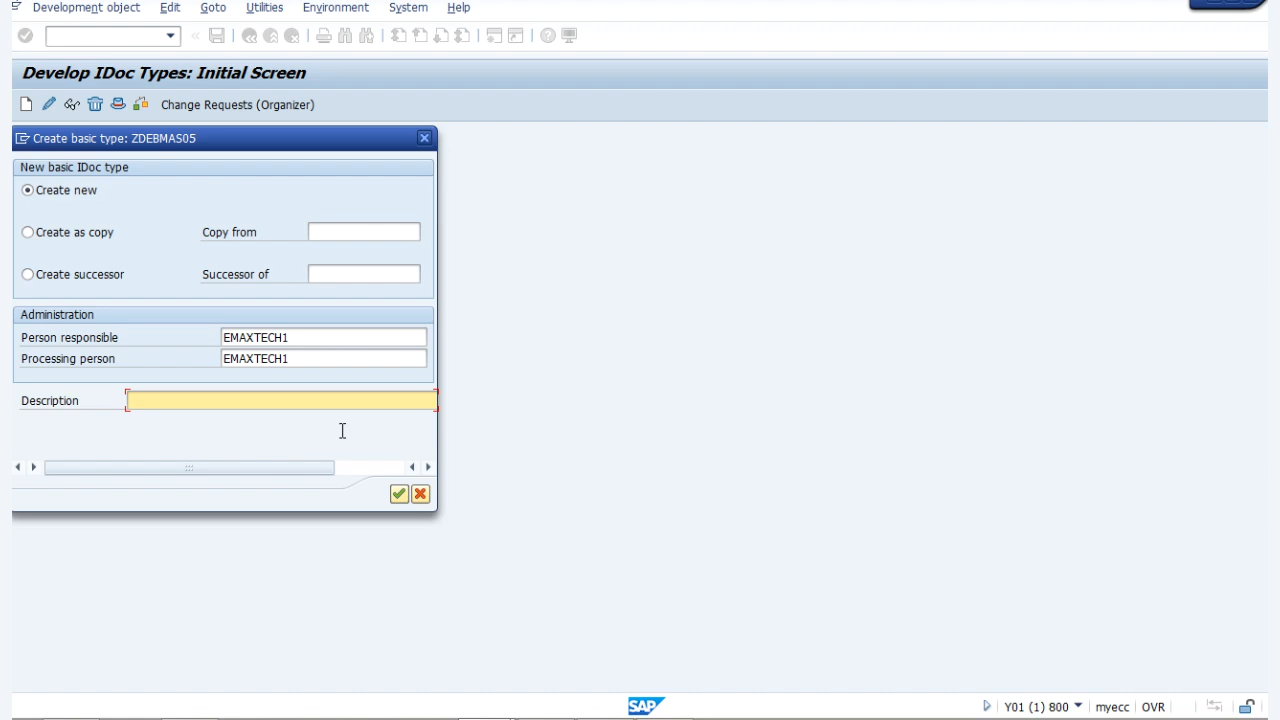 Development object Edit Goto Utilities Environment System Help
Develop IDoc Types: Initial Screen
Change Requests (Organizer)
Create basic type: ZDEBMAS05
New basic IDoc type
Create new
Create as copy Copy from
Create successor Successor of
Administration
Person responsible EMAXTECH1
Processing person EMAXTECH1
Description
SAP Y01 (1) 800 myecc OVR